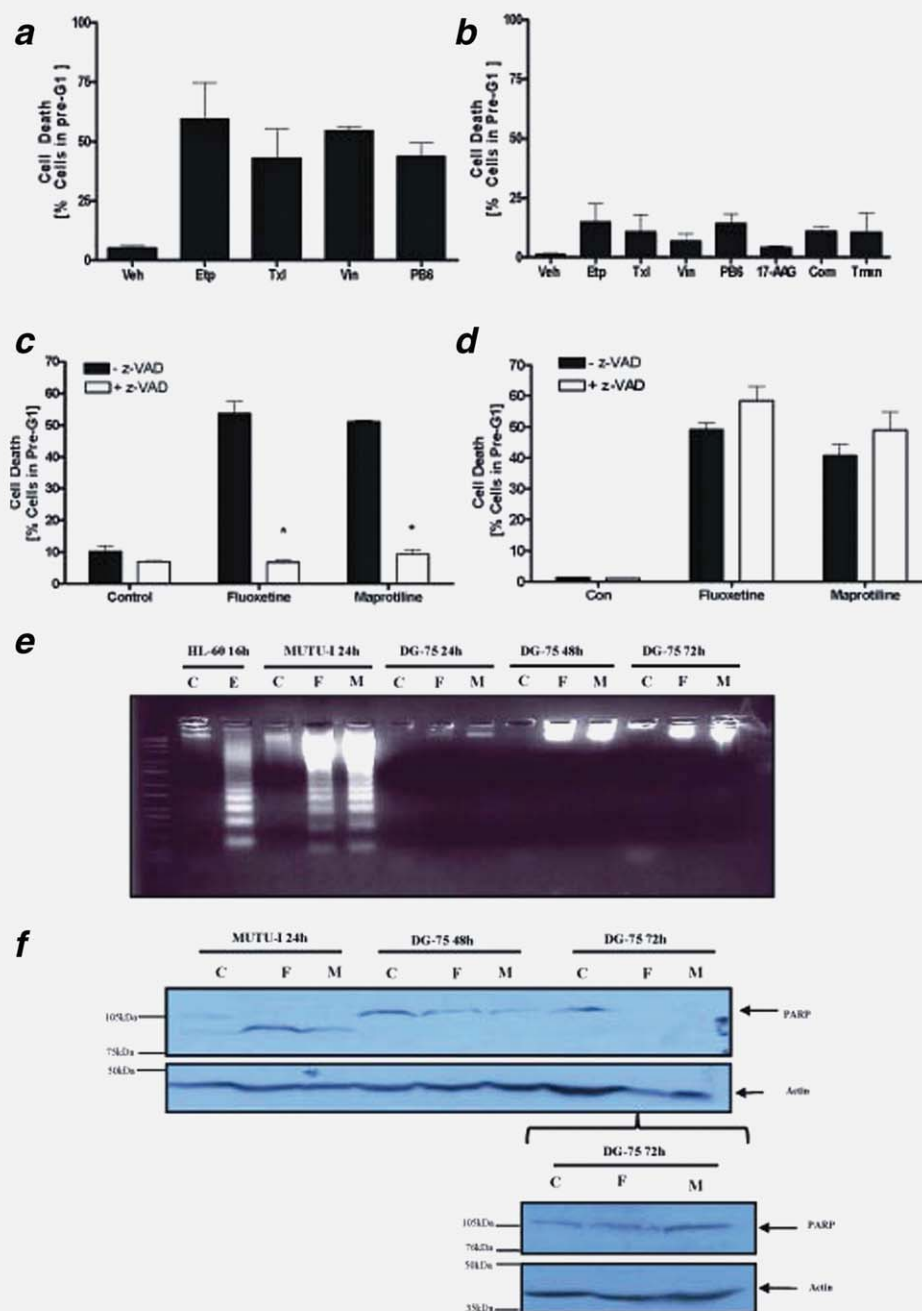 a
100
75
50
25
0
Cell Death
[% Cells in pre-G1 ]
Veh Etp Txl Vin PB6
b
100
75
50
25
0
Cell Death
[% Cells in Pre-G1]
Veh Etp Txl Vin PB6 17-AAG Com Tmxn
c
70
60
50
40
30
20
10
0
Cell Death
[% Cells in Pre-G1]
- z-VAD
+ z-VAD
* *
Control Fluoxetine Maprotiline
d
70
60
50
40
30
20
10
0
Cell Death
[% Cells in Pre-G1]
- z-VAD
+ z-VAD
Con Fluoxetine Maprotiline
e
HL-60 16h MUTU-I 24h DG-75 24h DG-75 48h DG-75 72h
C E C F M C F M C F M C F M
f
MUTU-I 24h DG-75 48h DG-75 72h
C F M C F M C F M
105kDa PARP
75kDa
50kDa
Actin
DG-75 72h
C F M
105kDa PARP
76kDa
50kDa
Actin
35kDa